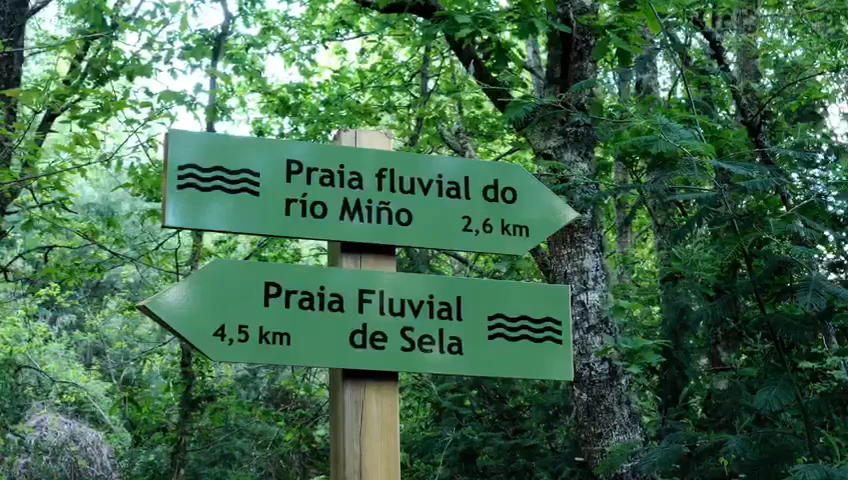 Praia fluvial do
río Miño
2,6 km
Praia Fluvial
de Sela
4,5 km